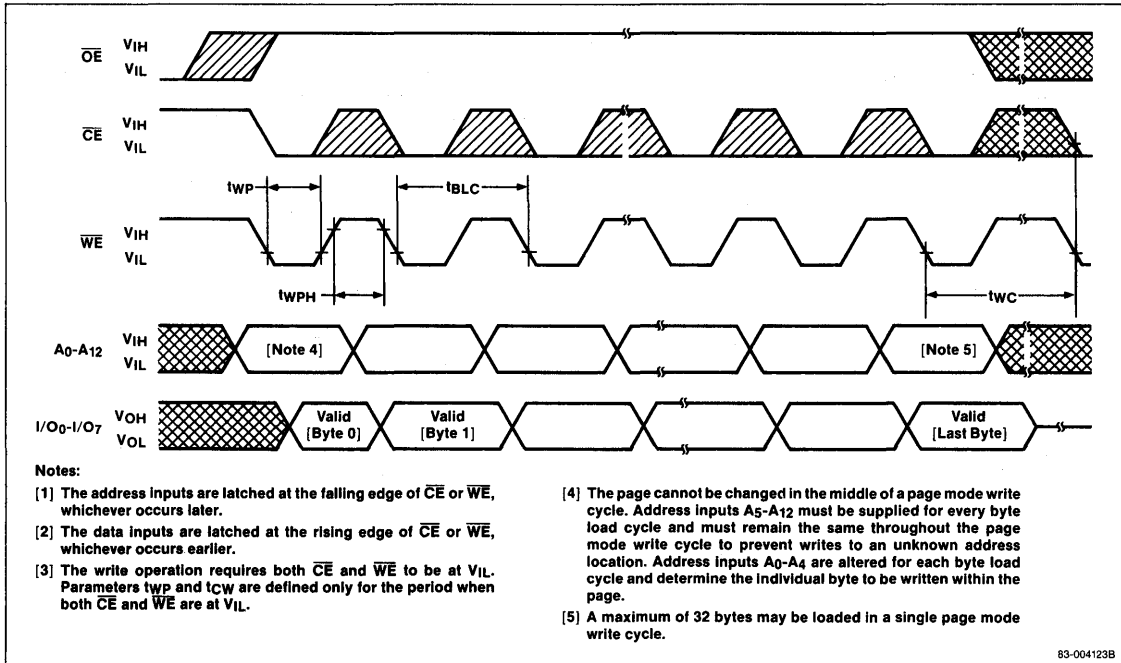 OE VIH
VIL
CE VIH
VIL
tWP
tBLC
WE VIH
VIL
tWPH
tWC
A0-A12 VIH
VIL
[Note 4]
[Note 5]
I/O0-I/O7 VOH
VOL
Valid
[Byte 0]
Valid
[Byte 1]
Valid
[Last Byte]
Notes:
[1] The address inputs are latched at the falling edge of CE or WE,
whichever occurs later.
[2] The data inputs are latched at the rising edge of CE or WE,
whichever occurs earlier.
[3] The write operation requires both CE and WE to be at VIL.
Parameters tWP and tCW are defined only for the period when
both CE and WE are at VIL.
[4] The page cannot be changed in the middle of a page mode write
cycle. Address inputs A5-A12 must be supplied for every byte
load cycle and must remain the same throughout the page
mode write cycle to prevent writes to an unknown address
location. Address inputs A0-A4 are altered for each byte load
cycle and determine the individual byte to be written within the
page.
[5] A maximum of 32 bytes may be loaded in a single page mode
write cycle.
83-004123B